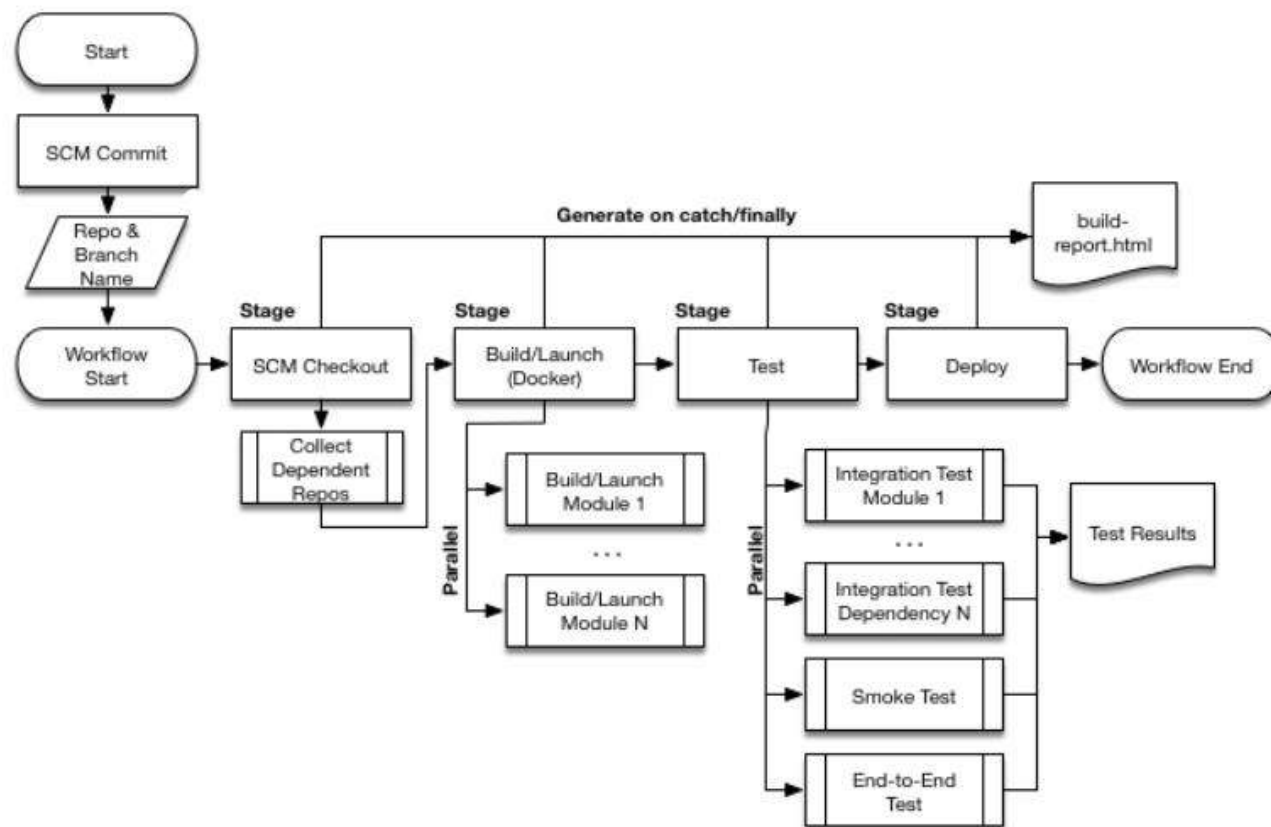 Start
SCM Commit
Repo &
Branch
Name
Workflow
Start
Generate on catch/finally
build-
report.html
Stage
SCM Checkout
Collect
Dependent
Repos
Stage
Build/Launch
(Docker)
Parallel
Build/Launch
Module 1
...
Build/Launch
Module N
Stage
Test
Parallel
Integration Test
Module 1
...
Integration Test
Dependency N
Smoke Test
End-to-End
Test
Test Results
Stage
Deploy
Workflow End